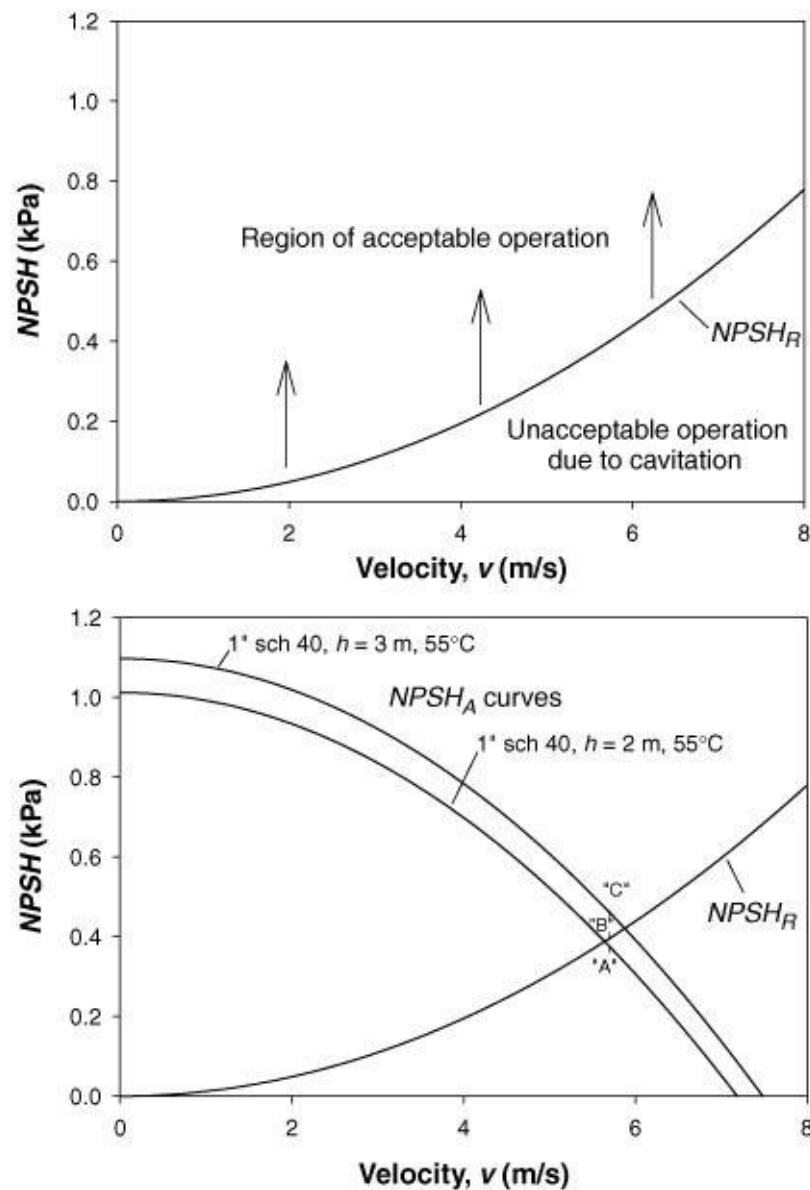 1.2
1.0
0.8
0.6
0.4
0.2
0.0
NPSH (kPa)
Region of acceptable operation
NPSH_R
Unacceptable operation
due to cavitation
0 2 4 6 8
Velocity, v (m/s)
1.2
1.0
0.8
0.6
0.4
0.2
0.0
NPSH (kPa)
1" sch 40, h = 3 m, 55°C
NPSH_A curves
1" sch 40, h = 2 m, 55°C
"C"
"B"
"A"
NPSH_R
0 2 4 6 8
Velocity, v (m/s)